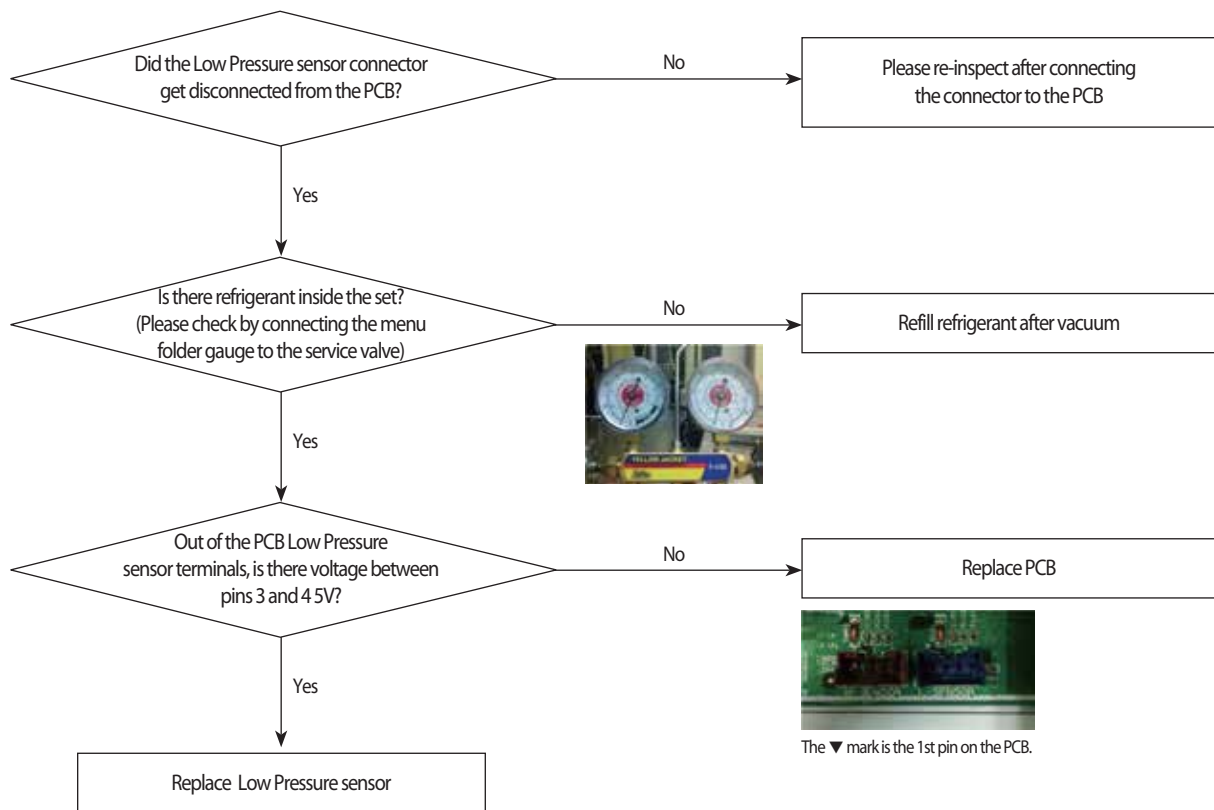 Did the Low Pressure sensor connector
get disconnected from the PCB?
No
Please re-inspect after connecting
the connector to the PCB
Yes
Is there refrigerant inside the set?
(Please check by connecting the menu
folder gauge to the service valve)
No
Refill refrigerant after vacuum
YELLOW JACKET
Yes
Out of the PCB Low Pressure
sensor terminals, is there voltage between
pins 3 and 4 5V?
No
Replace PCB
The ▼ mark is the 1st pin on the PCB.
Yes
Replace Low Pressure sensor